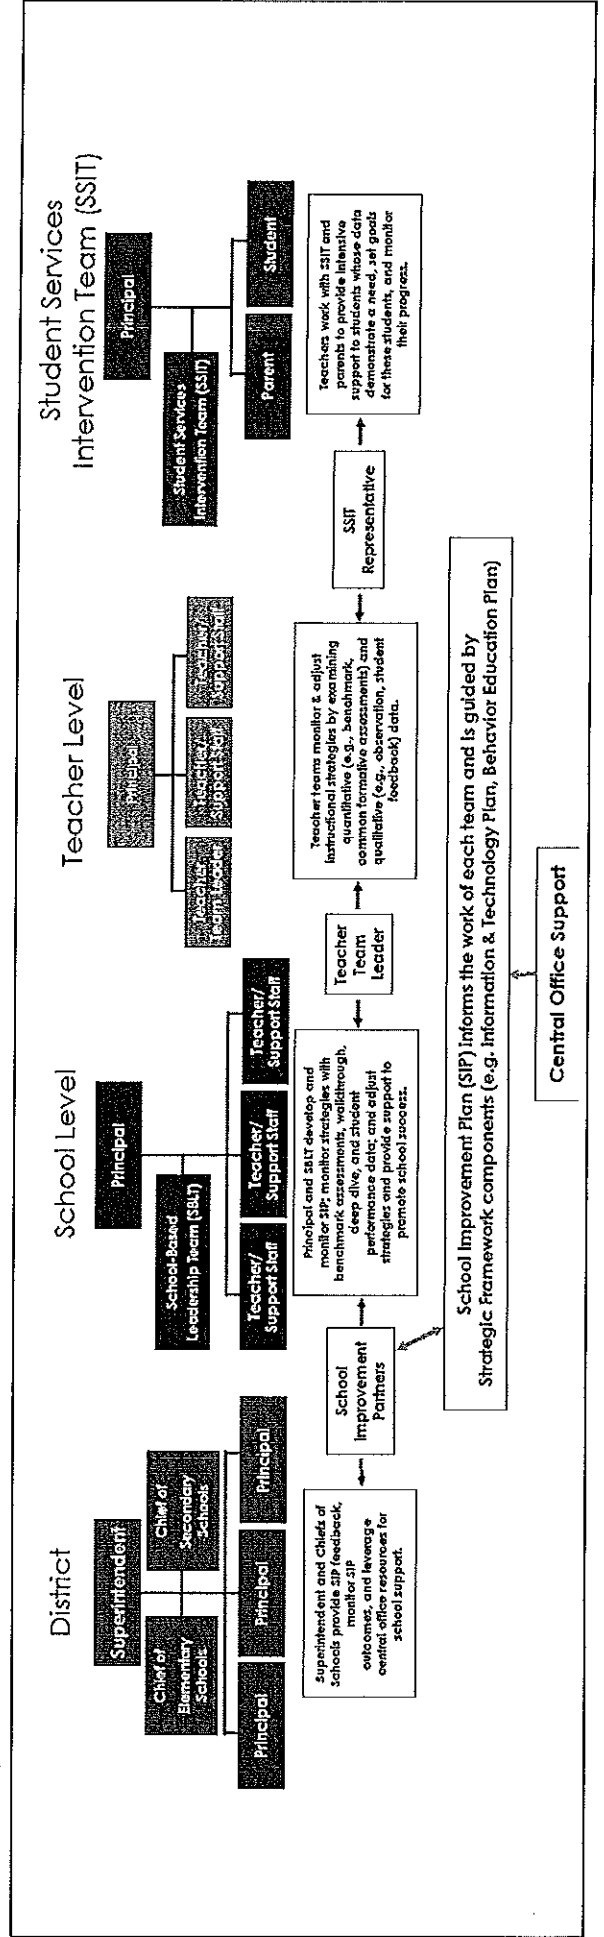 District
Superintendent
Chief of
Elementary
Schools
Chief of
Secondary
Schools
Principal
Principal
Principal
Superintendent and Chiefs of
Schools provide SIP feedback,
monitor SIP
outcomes, and leverage
central office resources for
school support.
School
Improvement
Partners
School Level
Principal
School-Based
Leadership Team (SBLT)
Teacher/
Support Staff
Teacher/
Support Staff
Teacher/
Support Staff
Principal and SBLT develop and
monitor SIP; monitor strategies with
benchmark assessments, walkthrough,
deep dive, and student
performance data; and adjust
strategies and provide support to
promote school success.
Teacher
Team
Leader
Teacher Level
Principal
Teacher
Team Leader
Teacher/
Support Staff
Teacher/
Support Staff
Teacher teams monitor & adjust
instructional strategies by examining
quantitative (e.g., benchmark,
common formative assessments) and
qualitative (e.g., observation, student
feedback) data.
SSIT
Representative
Student Services
Intervention Team (SSIT)
Principal
Student Services
Intervention Team (SSIT)
Parent
Student
Teachers work with SSIT and
parents to provide intensive
support to students whose data
demonstrate a need, set goals
for these students, and monitor
their progress.
School Improvement Plan (SIP) informs the work of each team and is guided by
Strategic Framework components (e.g. Information & Technology Plan, Behavior Education Plan)
Central Office Support